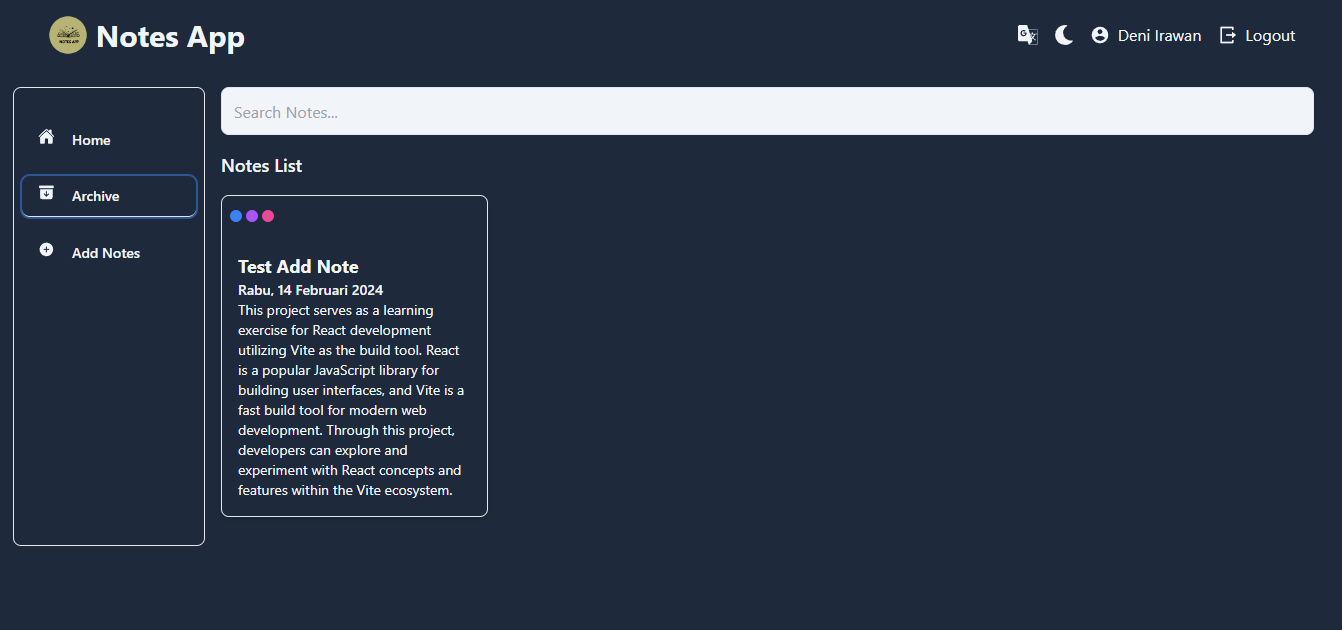 NOTES APP
Notes App
Deni Irawan
Logout
Home
Archive
Add Notes
Search Notes...
Notes List
Test Add Note
Rabu, 14 Februari 2024
This project serves as a learning
exercise for React development
utilizing Vite as the build tool. React
is a popular JavaScript library for
building user interfaces, and Vite is a
fast build tool for modern web
development. Through this project,
developers can explore and
experiment with React concepts and
features within the Vite ecosystem.